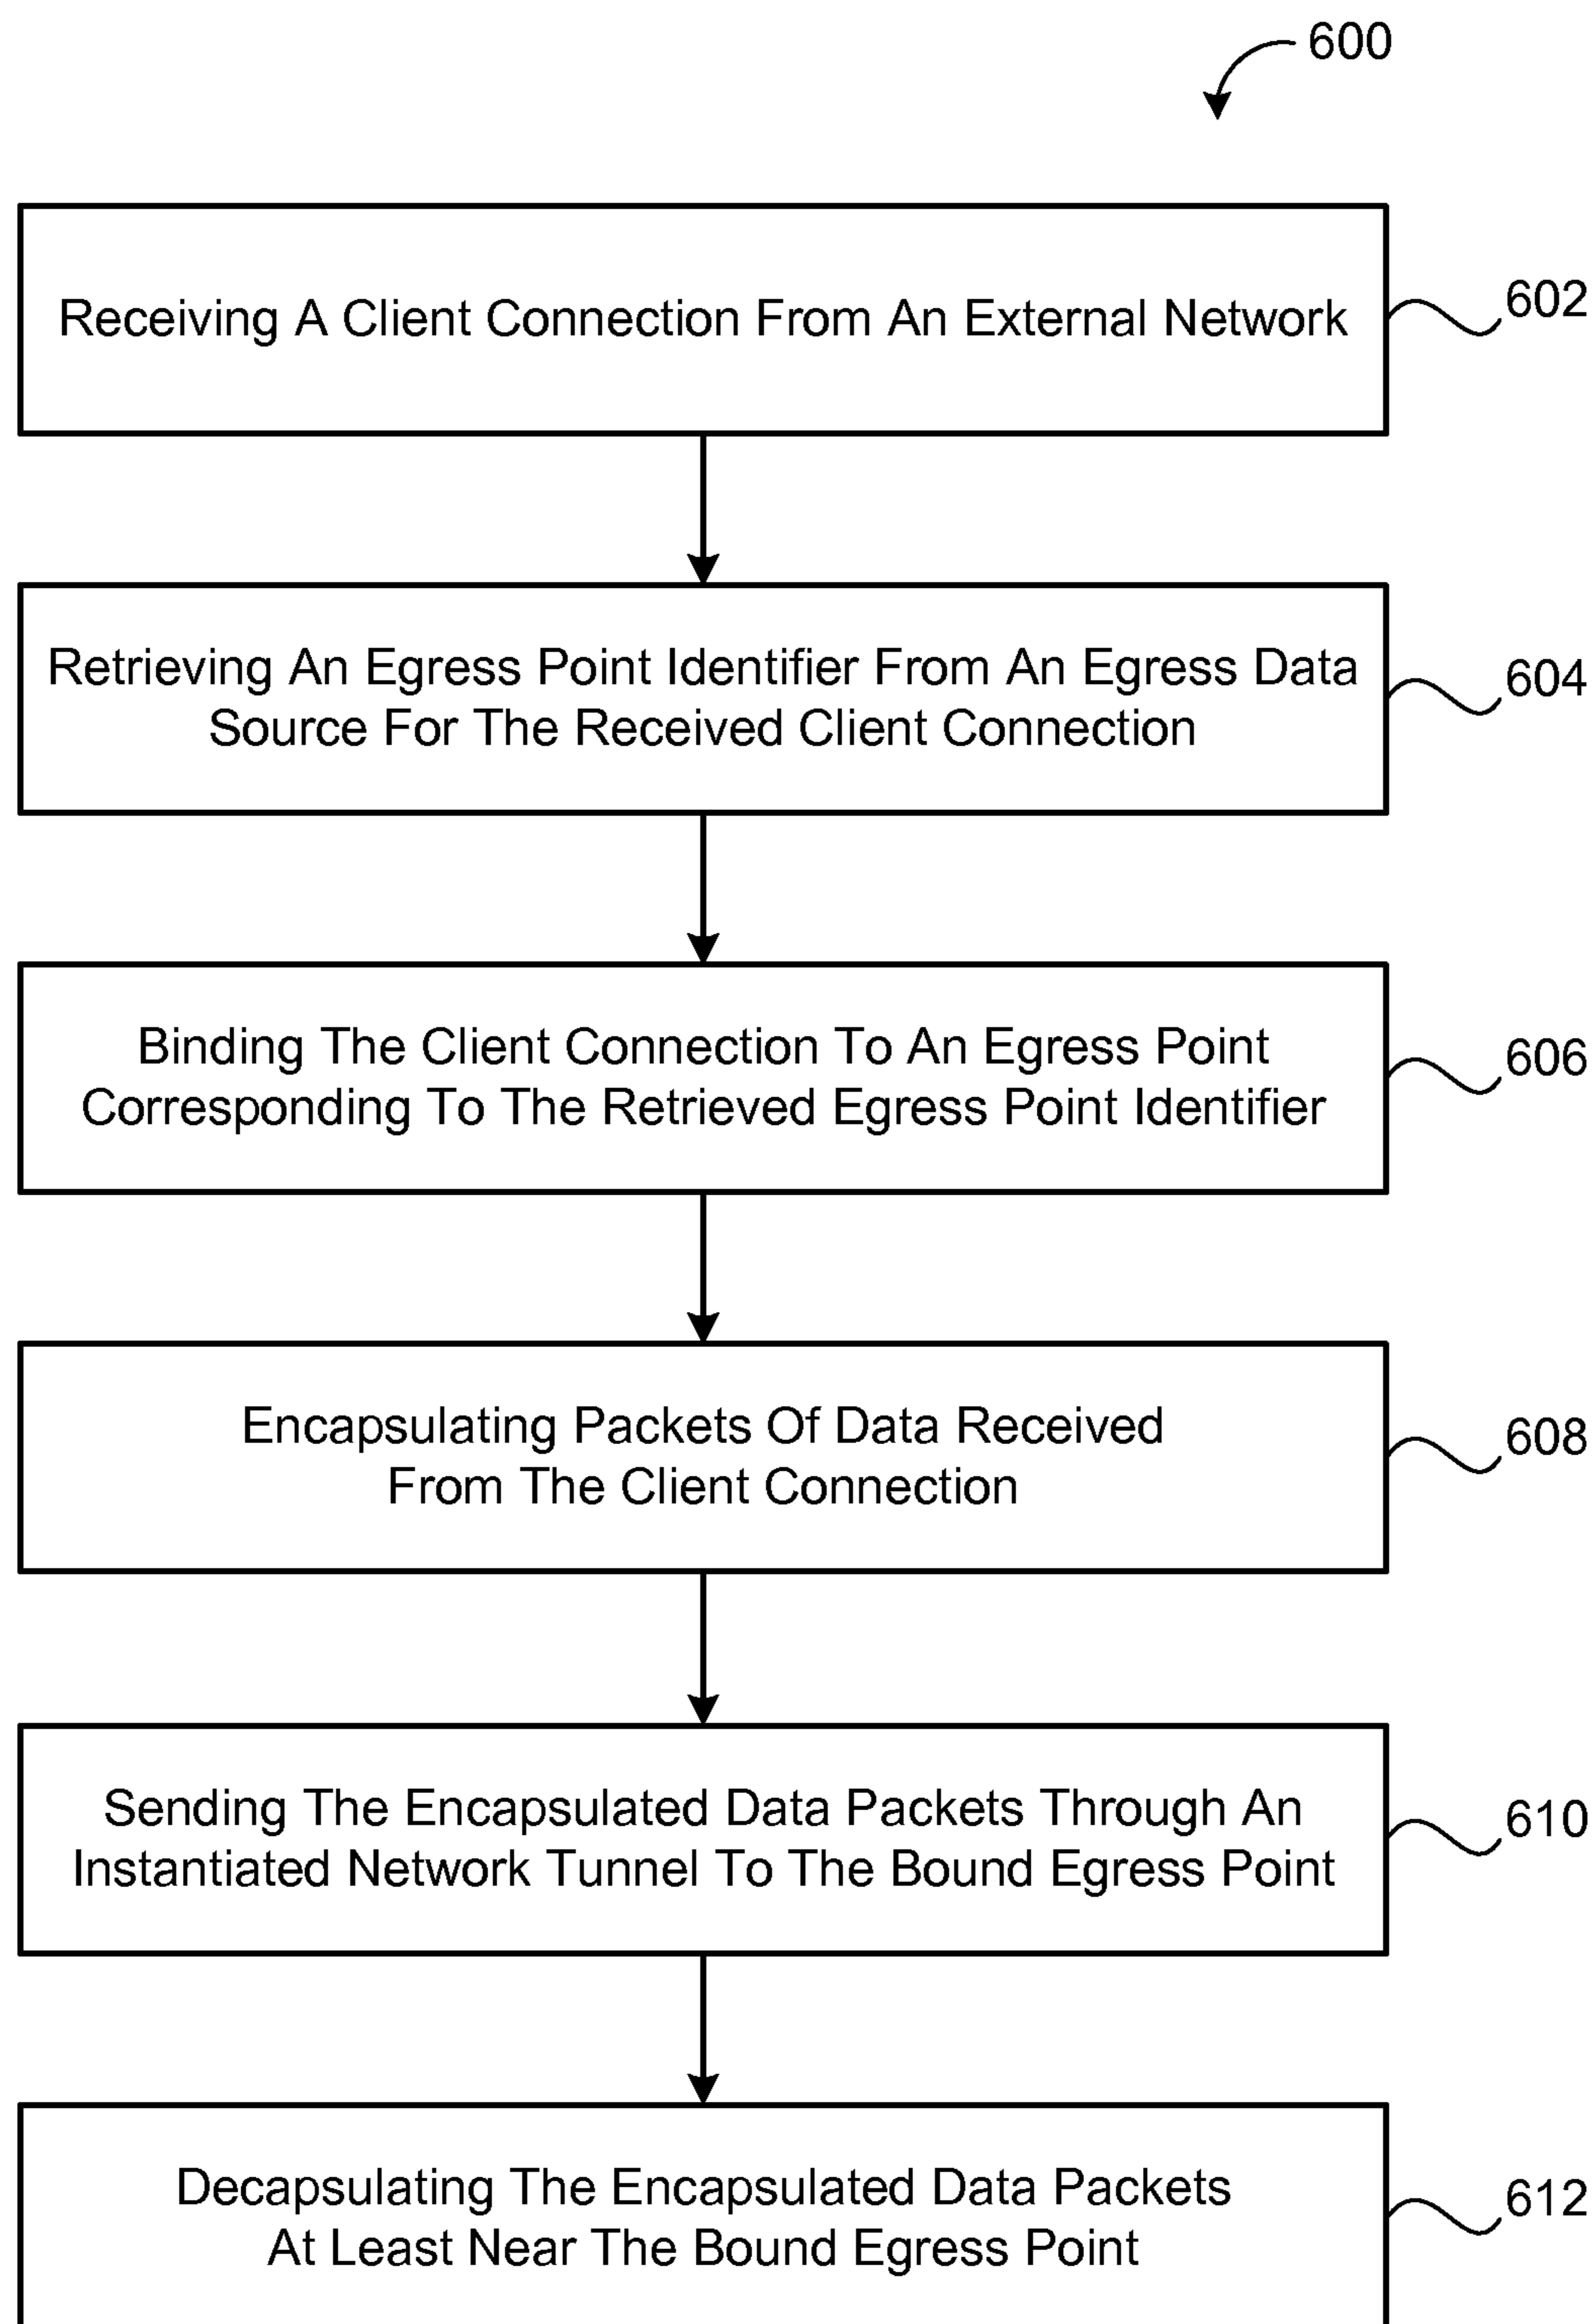 600
Receiving A Client Connection From An External Network
602
Retrieving An Egress Point Identifier From An Egress Data
Source For The Received Client Connection
604
Binding The Client Connection To An Egress Point
Corresponding To The Retrieved Egress Point Identifier
606
Encapsulating Packets Of Data Received
From The Client Connection
608
Sending The Encapsulated Data Packets Through An
Instantiated Network Tunnel To The Bound Egress Point
610
Decapsulating The Encapsulated Data Packets
At Least Near The Bound Egress Point
612